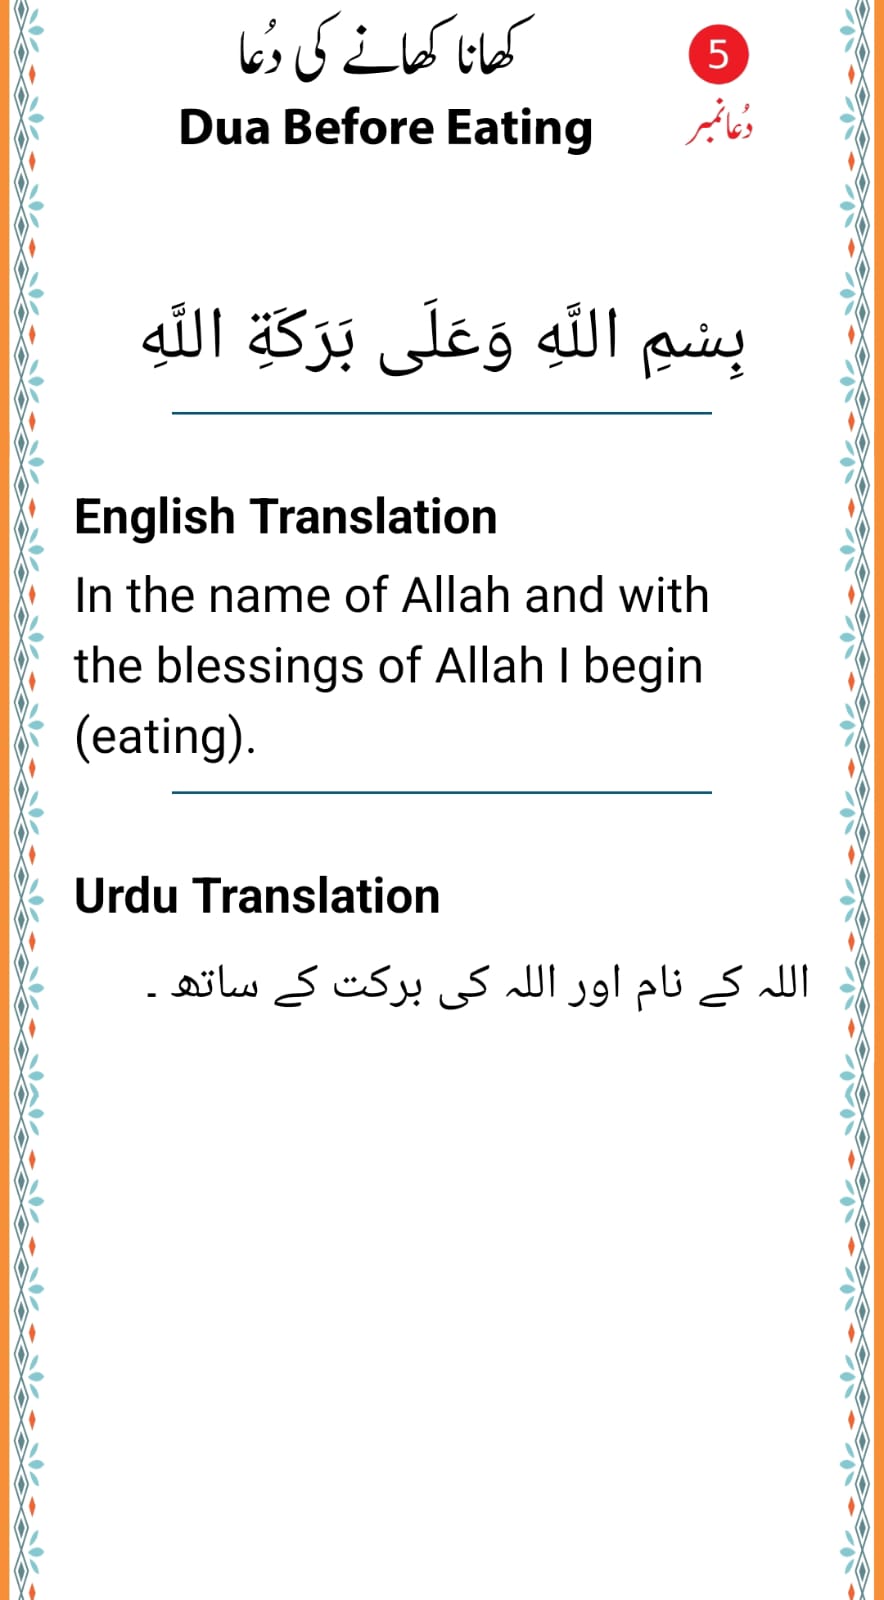 کھانا کھانے کی دُعا
5
Dua Before Eating
دُعا نمبر
بِسْمِ اللَّهِ وَعَلَى بَرَكَةِ اللَّهِ
English Translation
In the name of Allah and with
the blessings of Allah I begin
(eating).
Urdu Translation
اللہ کے نام اور اللہ کی برکت کے ساتھ ۔